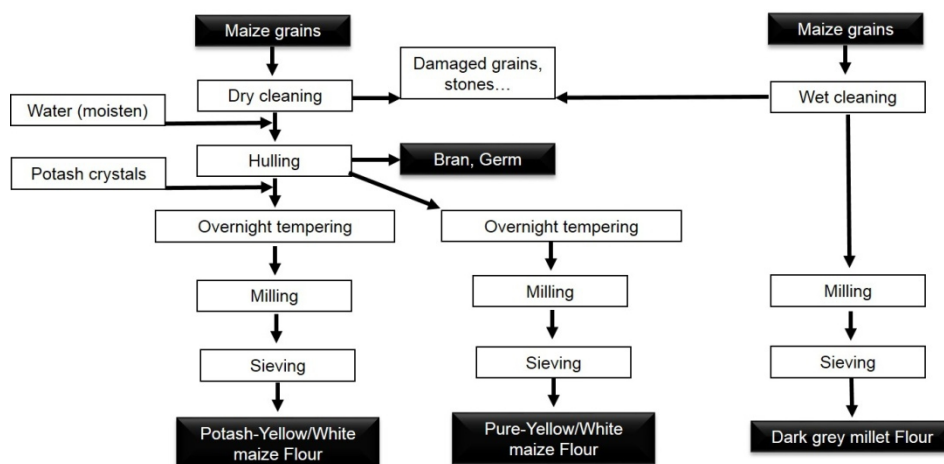 Maize grains
Maize grains
Damaged grains,
stones…
Dry cleaning
Wet cleaning
Water (moisten)
Hulling
Bran, Germ
Potash crystals
Overnight tempering
Overnight tempering
Milling
Milling
Milling
Sieving
Sieving
Sieving
Potash-Yellow/White
maize Flour
Pure-Yellow/White
maize Flour
Dark grey millet Flour